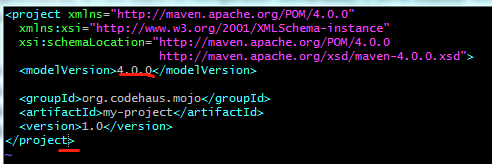 <project xmlns="http://maven.apache.org/POM/4.0.0"
xmlns:xsi="http://www.w3.org/2001/XMLSchema-instance"
xsi:schemaLocation="http://maven.apache.org/POM/4.0.0
http://maven.apache.org/xsd/maven-4.0.0.xsd">
<modelVersion>4.0.0</modelVersion>
<groupId>org.codehaus.mojo</groupId>
<artifactId>my-project</artifactId>
<version>1.0</version>
</project>
~